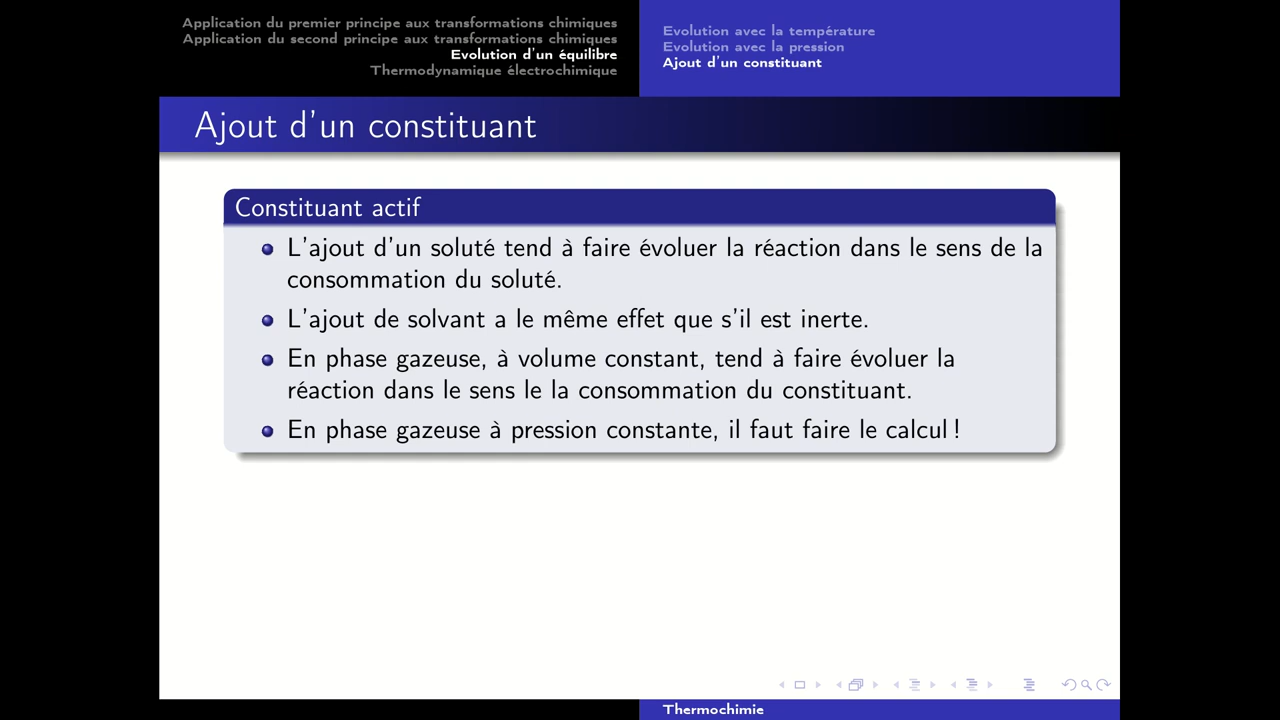 Application du premier principe aux transformations chimiques
Application du second principe aux transformations chimiques
Evolution d'un équilibre
Thermodynamique électrochimique
Evolution avec la température
Evolution avec la pression
Ajout d'un constituant
Ajout d'un constituant
Constituant actif
L'ajout d'un soluté tend à faire évoluer la réaction dans le sens de la
consommation du soluté.
L'ajout de solvant a le même effet que s'il est inerte.
En phase gazeuse, à volume constant, tend à faire évoluer la
réaction dans le sens le la consommation du constituant.
En phase gazeuse à pression constante, il faut faire le calcul !
Thermochimie